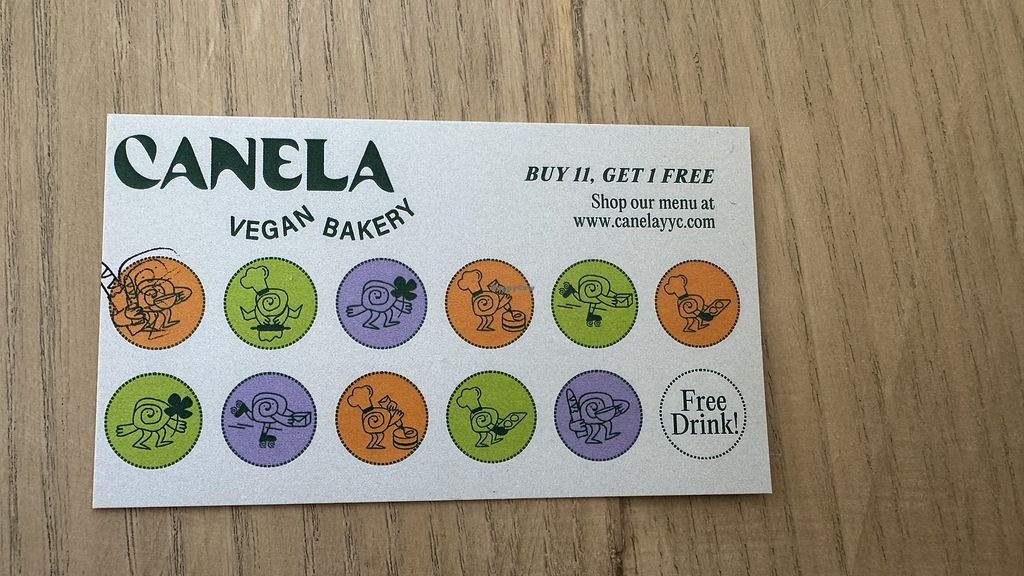 CANELA
VEGAN BAKERY
BUY 11, GET 1 FREE
Shop our menu at
www.canelayyc.com
Free
Drink!